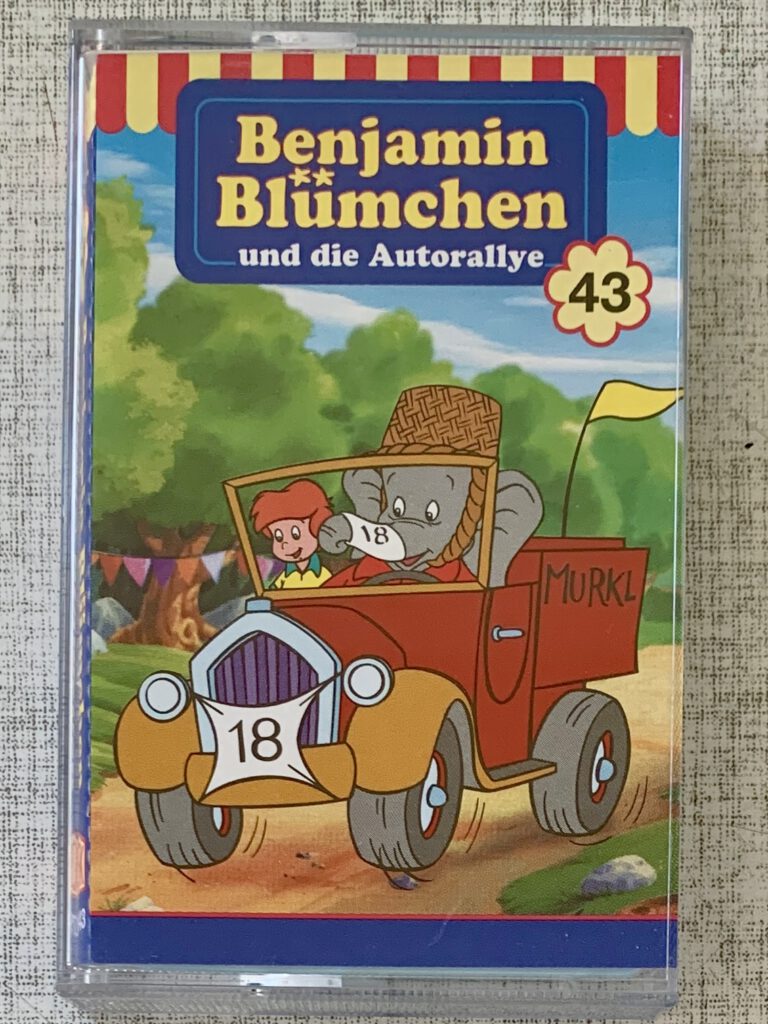 Benjamin
Blümchen
und die Autorallye
43
18
MURKL
18